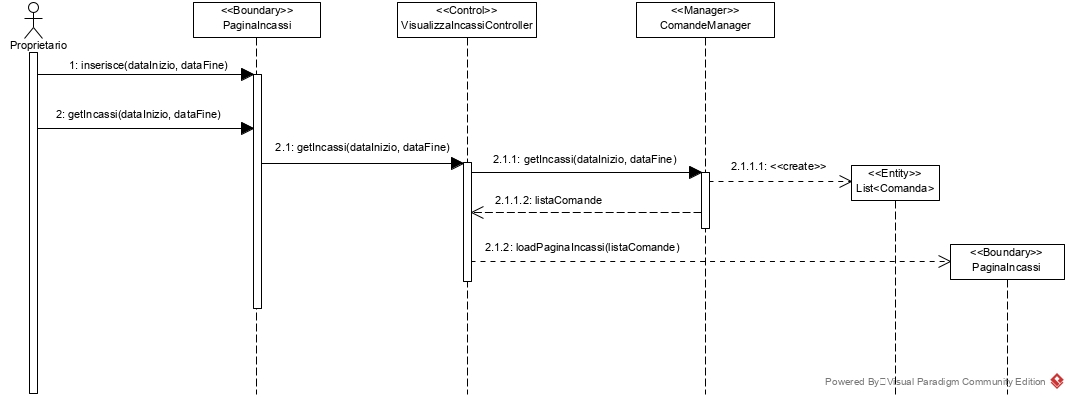 <<Boundary>>
PaginaIncassi
<<Control>>
VisualizzaIncassiController
<<Manager>>
ComandeManager
Proprietario
1: inserisce(dataInizio, dataFine)
2: getIncassi(dataInizio, dataFine)
2.1: getIncassi(dataInizio, dataFine)
2.1.1: getIncassi(dataInizio, dataFine)
2.1.1.1: <<create>>
<<Entity>>
List<Comanda>
2.1.1.2: listaComande
2.1.2: loadPaginaIncassi(listaComande)
<<Boundary>>
PaginaIncassi
Powered By Visual Paradigm Community Edition